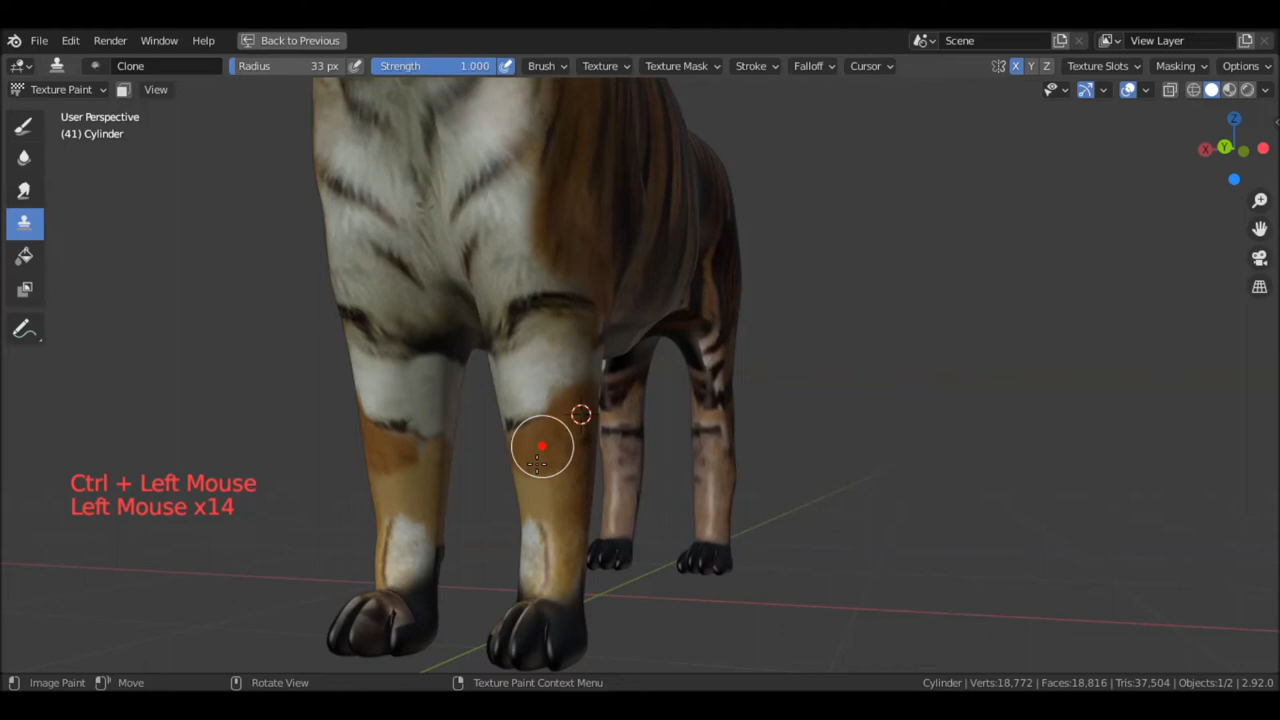 File Edit Render Window Help Back to Previous Scene View Layer
Clone Radius 33 px Strength 1.000 Brush Texture Texture Mask Stroke Falloff Cursor X Y Z Texture Slots Masking Options
Texture Paint View
User Perspective
(41) Cylinder
Z
X Y
Ctrl + Left Mouse
Left Mouse x14
Image Paint Move Rotate View Texture Paint Context Menu Cylinder | Verts:18,772 | Faces:18,816 | Tris:37,504 | Objects:1/2 | 2.92.0